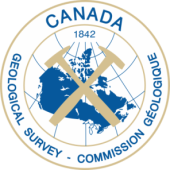 CANADA
1842
GEOLOGICAL SURVEY - COMMISSION GÉOLOGIQUE